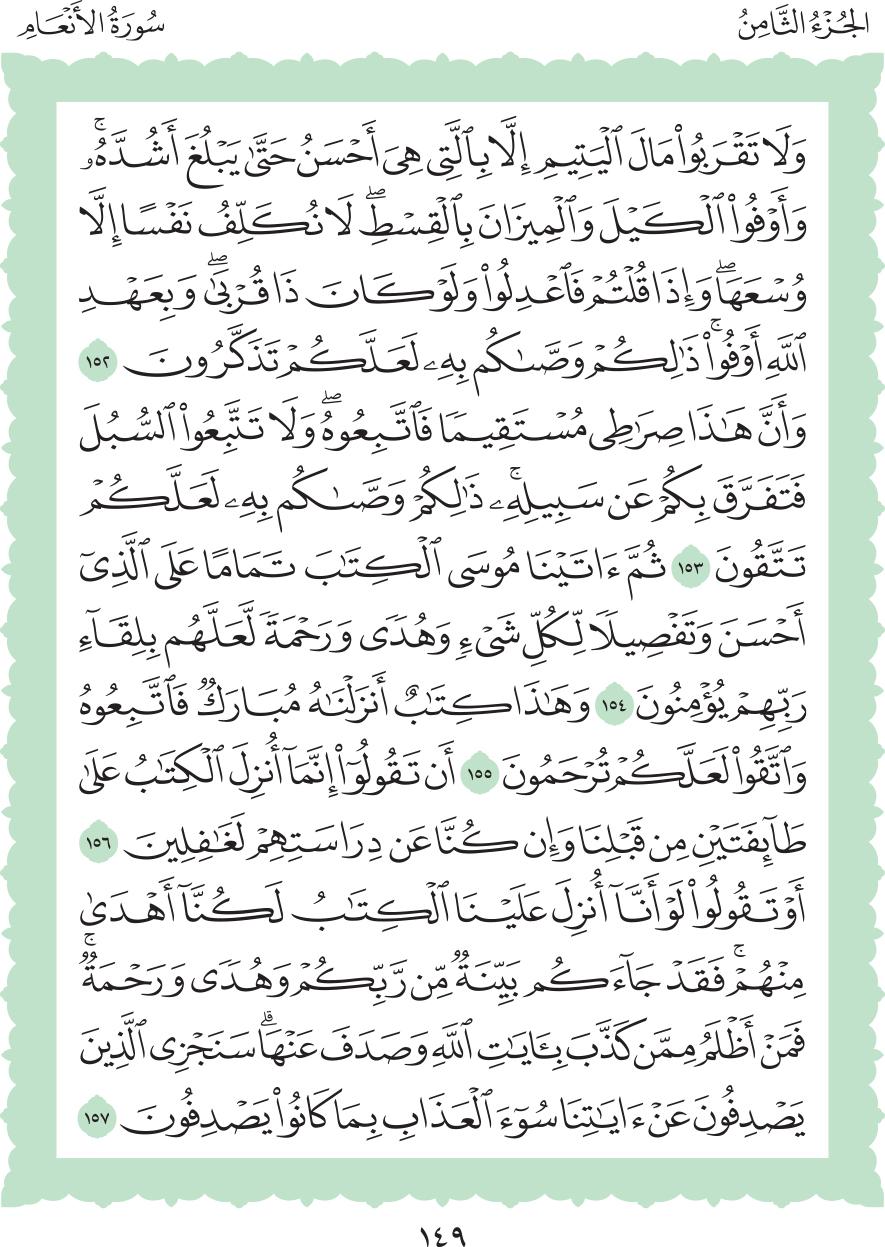 الجُزْءُ الثَّامِنُ
سُورَةُ الأَنْعَامِ
وَلَا تَقْرَبُوا۟ مَالَ ٱلْيَتِيمِ إِلَّا بِٱلَّتِى هِىَ أَحْسَنُ حَتَّىٰ يَبْلُغَ أَشُدَّهُۥۚ
وَأَوْفُوا۟ ٱلْكَيْلَ وَٱلْمِيزَانَ بِٱلْقِسْطِۖ لَا نُكَلِّفُ نَفْسًا إِلَّا
وُسْعَهَاۖ وَإِذَا قُلْتُمْ فَٱعْدِلُوا۟ وَلَوْ كَانَ ذَا قُرْبَىٰۖ وَبِعَهْدِ
ٱللَّهِ أَوْفُوا۟ۚ ذَٰلِكُمْ وَصَّىٰكُم بِهِۦ لَعَلَّكُمْ تَذَكَّرُونَ ١٥٢
وَأَنَّ هَٰذَا صِرَٰطِى مُسْتَقِيمًا فَٱتَّبِعُوهُۖ وَلَا تَتَّبِعُوا۟ ٱلسُّبُلَ
فَتَفَرَّقَ بِكُمْ عَن سَبِيلِهِۦۚ ذَٰلِكُمْ وَصَّىٰكُم بِهِۦ لَعَلَّكُمْ
تَتَّقُونَ ١٥٣ ثُمَّ ءَاتَيْنَا مُوسَى ٱلْكِتَٰبَ تَمَامًا عَلَى ٱلَّذِىٓ
أَحْسَنَ وَتَفْصِيلًا لِّكُلِّ شَىْءٍ وَهُدًى وَرَحْمَةً لَّعَلَّهُم بِلِقَآءِ
رَبِّهِمْ يُؤْمِنُونَ ١٥٤ وَهَٰذَا كِتَٰبٌ أَنزَلْنَٰهُ مُبَارَكٌ فَٱتَّبِعُوهُ
وَٱتَّقُوا۟ لَعَلَّكُمْ تُرْحَمُونَ ١٥٥ أَن تَقُولُوٓا۟ إِنَّمَآ أُنزِلَ ٱلْكِتَٰبُ عَلَىٰ
طَآئِفَتَيْنِ مِن قَبْلِنَا وَإِن كُنَّا عَن دِرَاسَتِهِمْ لَغَٰفِلِينَ ١٥٦
أَوْ تَقُولُوا۟ لَوْ أَنَّآ أُنزِلَ عَلَيْنَا ٱلْكِتَٰبُ لَكُنَّآ أَهْدَىٰ
مِنْهُمْۚ فَقَدْ جَآءَكُم بَيِّنَةٌ مِّن رَّبِّكُمْ وَهُدًى وَرَحْمَةٌۚ
فَمَنْ أَظْلَمُ مِمَّن كَذَّبَ بِـَٔايَٰتِ ٱللَّهِ وَصَدَفَ عَنْهَاۗ سَنَجْزِى ٱلَّذِينَ
يَصْدِفُونَ عَنْ ءَايَٰتِنَا سُوٓءَ ٱلْعَذَابِ بِمَا كَانُوا۟ يَصْدِفُونَ ١٥٧
١٤٩